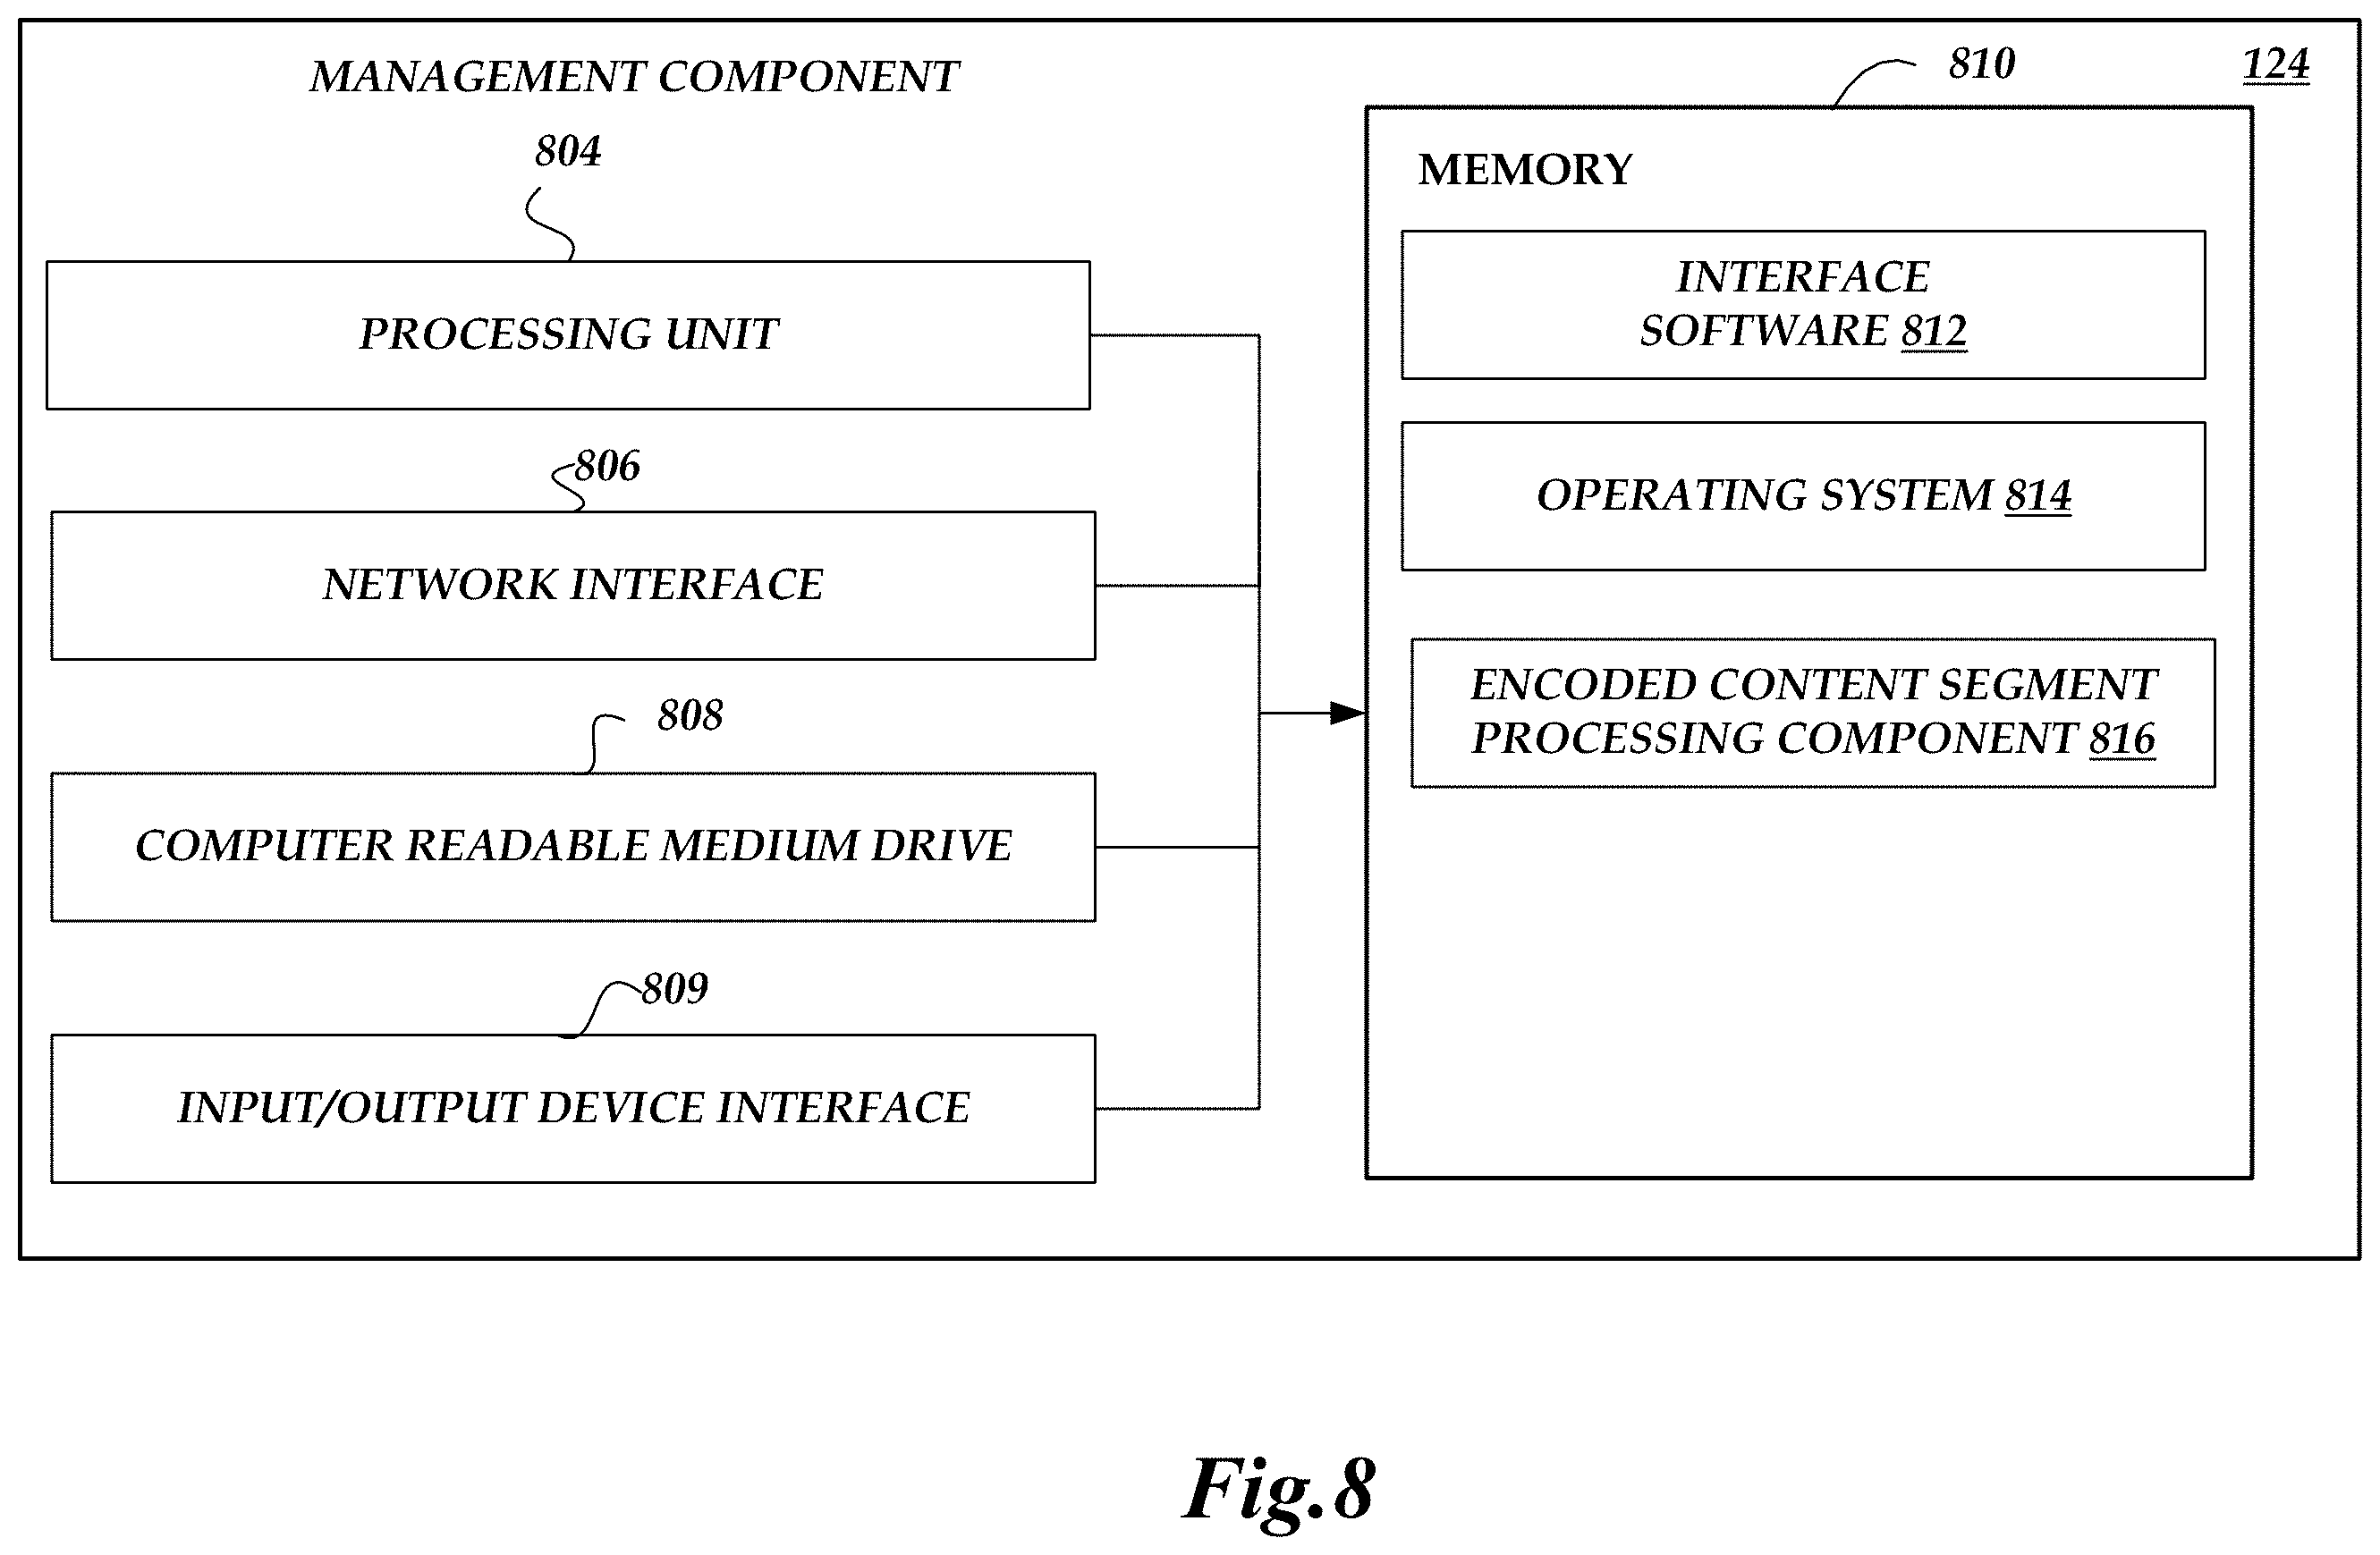 MANAGEMENT COMPONENT
124
804
PROCESSING UNIT
806
NETWORK INTERFACE
808
COMPUTER READABLE MEDIUM DRIVE
809
INPUT/OUTPUT DEVICE INTERFACE
810
MEMORY
INTERFACE
SOFTWARE 812
OPERATING SYSTEM 814
ENCODED CONTENT SEGMENT
PROCESSING COMPONENT 816
Fig.8